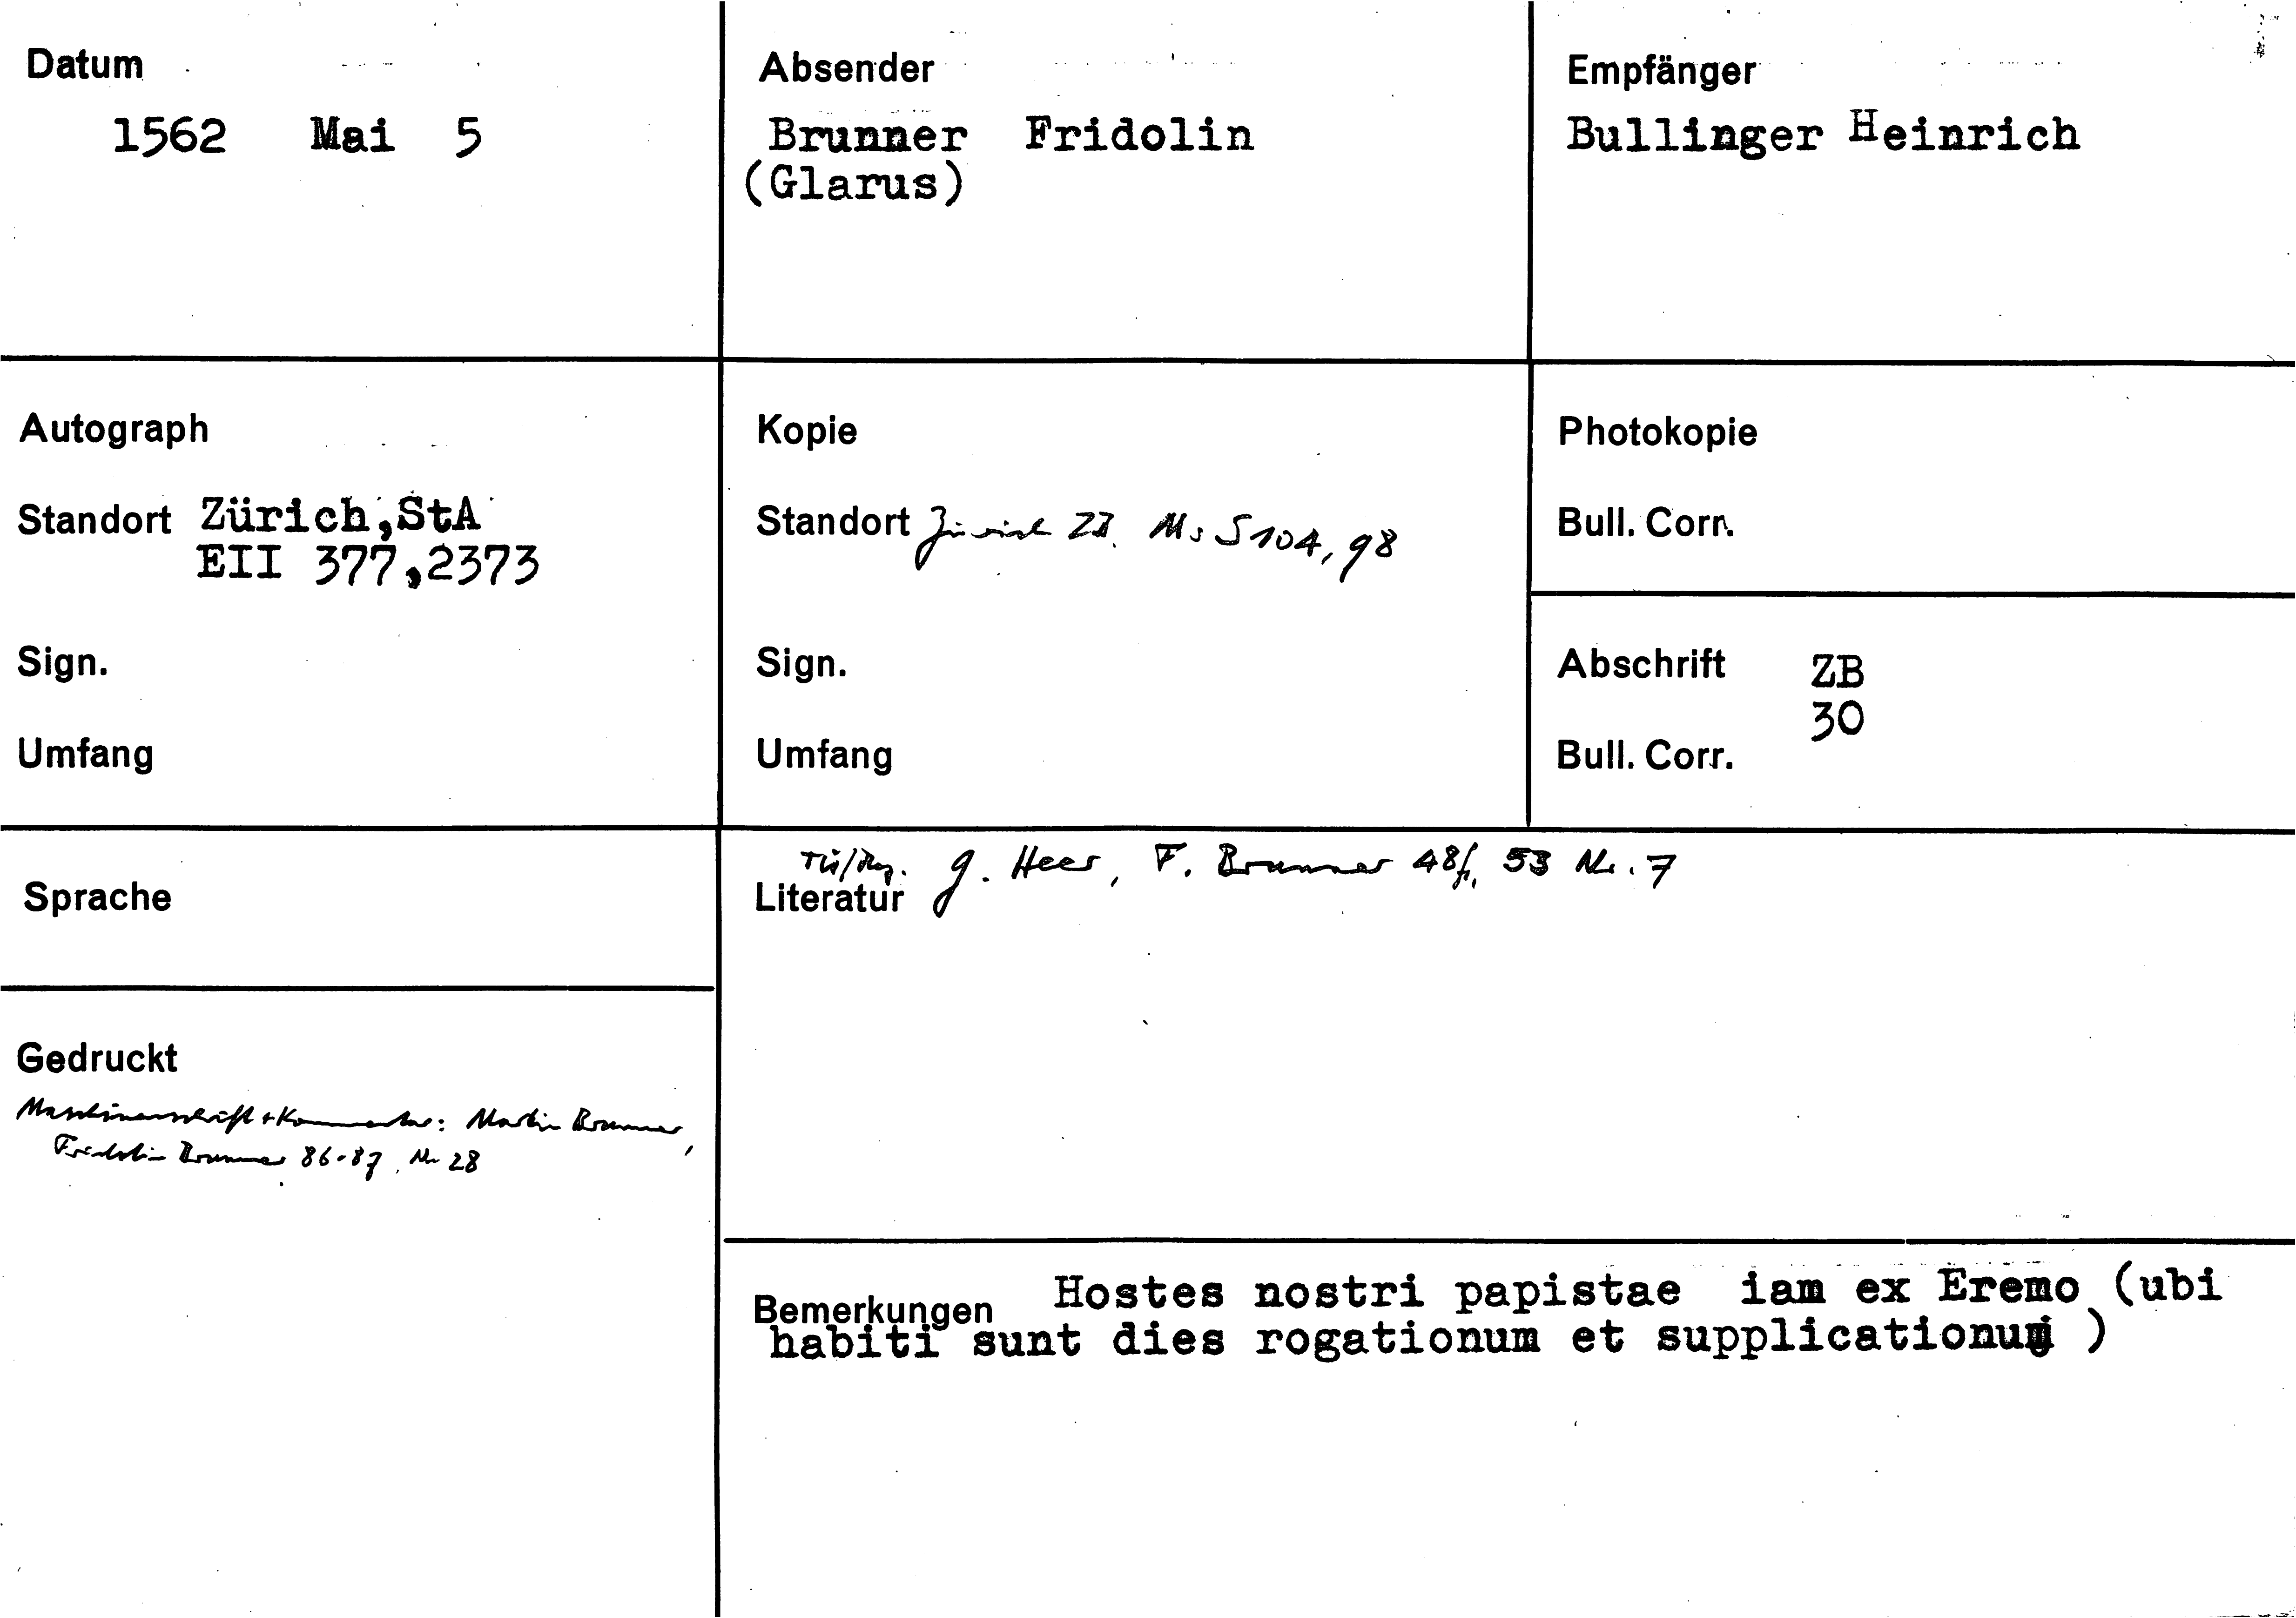 Datum
1562 Mai 5
Absender
Brunner Fridolin
(Glarus)
Empfänger
Bullinger Heinrich
Autograph
Standort Zürich,StA
EII 377,2373
Sign.
Umfang
Kopie
Standort Zürich ZB. Ms S 104, 98
Sign.
Umfang
Photokopie
Bull. Corr.
Abschrift ZB
30
Bull. Corr.
Sprache
Gedruckt
Maschinenschrift + Kommentar: Martin Brunner,
Fridolin Brunner 86-87, Nr 28
G. Heer, F. Brunner 48f, 53 Nr. 7
Literatur
Bemerkungen Hostes nostri papistae iam ex Eremo (ubi
habiti sunt dies rogationum et supplicationum )